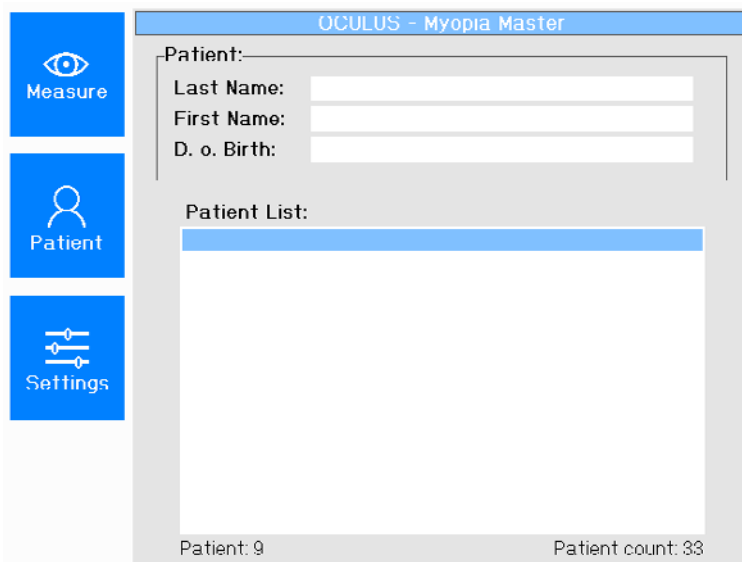 OCULUS - Myopia Master
Measure
Patient
Settings
Patient:
Last Name:
First Name:
D. o. Birth:
Patient List:
Patient: 9
Patient count: 33